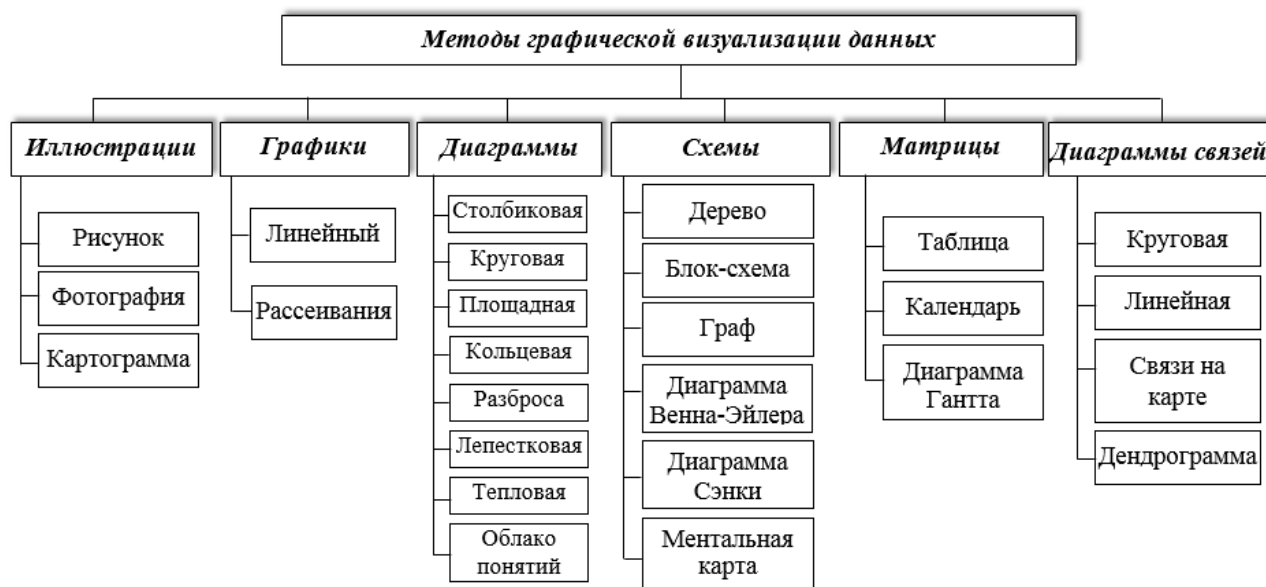 Методы графической визуализации данных
Иллюстрации
Рисунок
Фотография
Картограмма
Графики
Линейный
Рассеивания
Диаграммы
Столбиковая
Круговая
Площадная
Кольцевая
Разброса
Лепестковая
Тепловая
Облако
понятий
Схемы
Дерево
Блок-схема
Граф
Диаграмма
Венна-Эйлера
Диаграмма
Сэнки
Ментальная
карта
Матрицы
Таблица
Календарь
Диаграмма
Гантта
Диаграммы связей
Круговая
Линейная
Связи на
карте
Дендрограмма